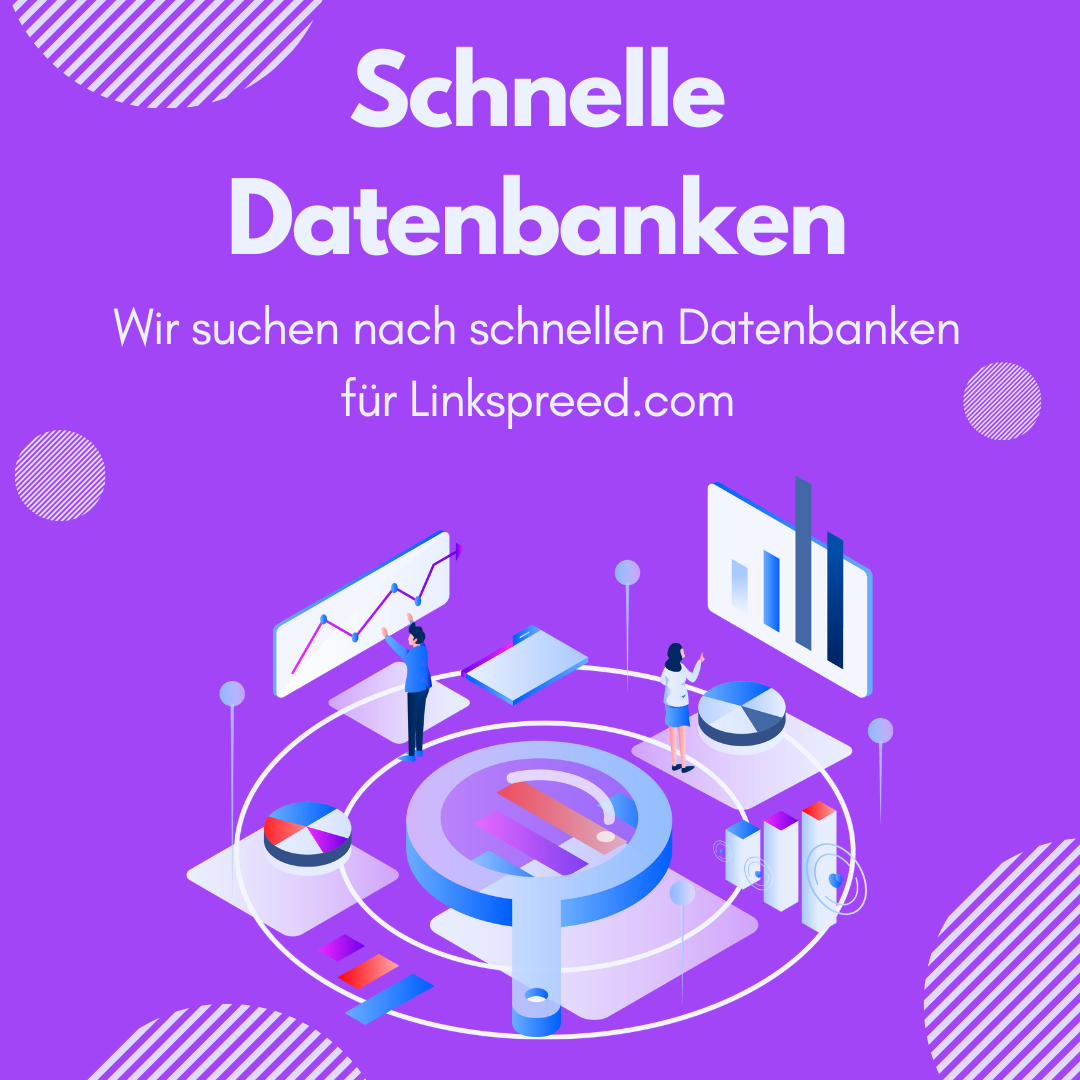 Schnelle
Datenbanken
Wir suchen nach schnellen Datenbanken
für Linkspreed.com